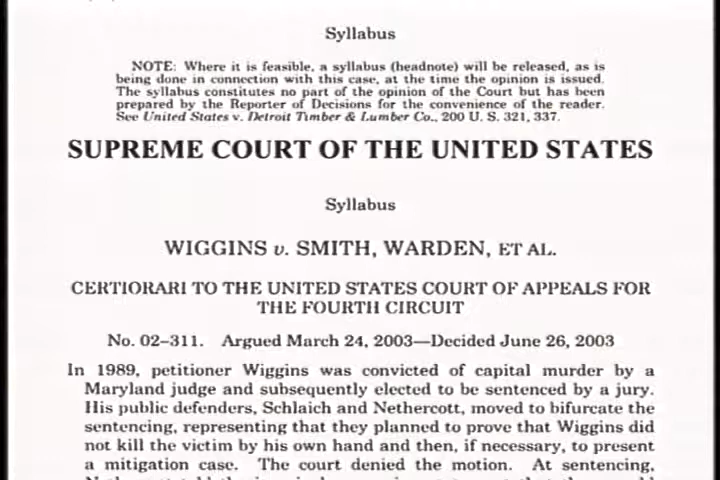 Syllabus
NOTE: Where it is feasible, a syllabus (headnote) will be released, as is
being done in connection with this case, at the time the opinion is issued.
The syllabus constitutes no part of the opinion of the Court but has been
prepared by the Reporter of Decisions for the convenience of the reader.
See United States v. Detroit Timber & Lumber Co., 200 U. S. 321, 337.
SUPREME COURT OF THE UNITED STATES
Syllabus
WIGGINS v. SMITH, WARDEN, ET AL.
CERTIORARI TO THE UNITED STATES COURT OF APPEALS FOR
THE FOURTH CIRCUIT
No. 02–311. Argued March 24, 2003—Decided June 26, 2003
In 1989, petitioner Wiggins was convicted of capital murder by a
Maryland judge and subsequently elected to be sentenced by a jury.
His public defenders, Schlaich and Nethercott, moved to bifurcate the
sentencing, representing that they planned to prove that Wiggins did
not kill the victim by his own hand and then, if necessary, to present
a mitigation case. The court denied the motion. At sentencing,